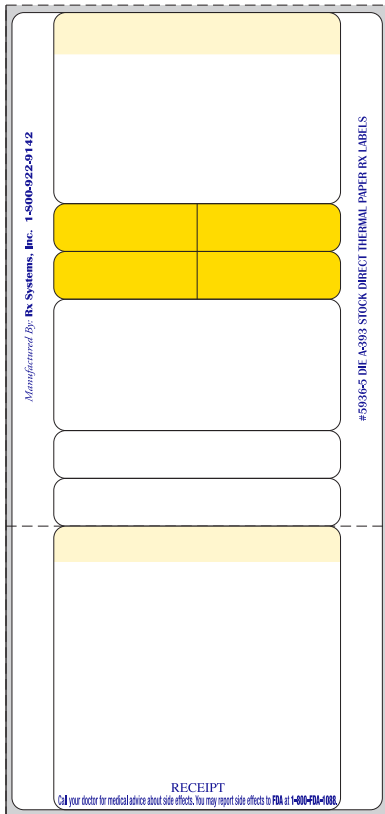 Manufactured By: Rx Systems, Inc. 1-800-922-9142
#5936-5 DIE A-393 STOCK DIRECT THERMAL PAPER RX LABELS
RECEIPT
Call your doctor for medical advice about side effects. You may report side effects to FDA at 1-800-FDA-1088.